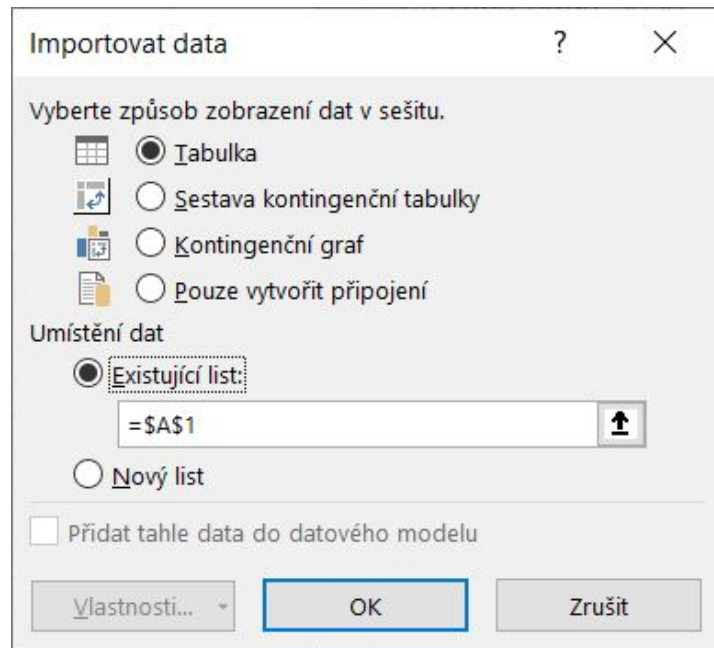 Importovat data ?
Vyberte způsob zobrazení dat v sešitu.
Tabulka
Sestava kontingenční tabulky
Kontingenční graf
Pouze vytvořit připojení
Umístění dat
Existující list:
=$A$1
Nový list
Přidat tahle data do datového modelu
Vlastnosti... OK Zrušit